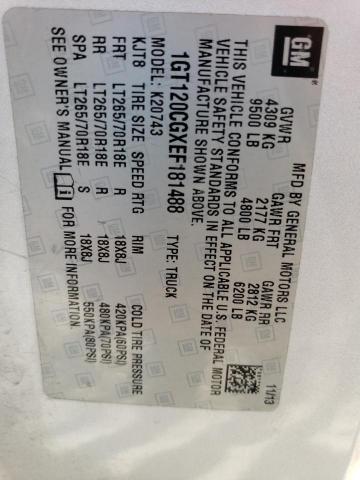 GM
MFD BY GENERAL MOTORS LLC
11/13
GVWR GAWR FRT GAWR RR
4309 KG 2177 KG 2812 KG
9500 LB 4800 LB 6200 LB
THIS VEHICLE CONFORMS TO ALL APPLICABLE U.S. FEDERAL MOTOR
VEHICLE SAFETY STANDARDS IN EFFECT ON THE DATE OF
MANUFACTURE SHOWN ABOVE.
1GT120CGXEF181488 TYPE: TRUCK
MODEL: K20743
KJT8 TIRE SIZE SPEED RTG RIM COLD TIRE PRESSURE
FRT LT265/70R18E R 18X8J 420KPA(60PSI)
RR LT265/70R18E R 18X8J 480KPA(70PSI)
SPA LT265/70R18E S 18X8J 550KPA(80PSI)
SEE OWNER'S MANUAL FOR MORE INFORMATION.